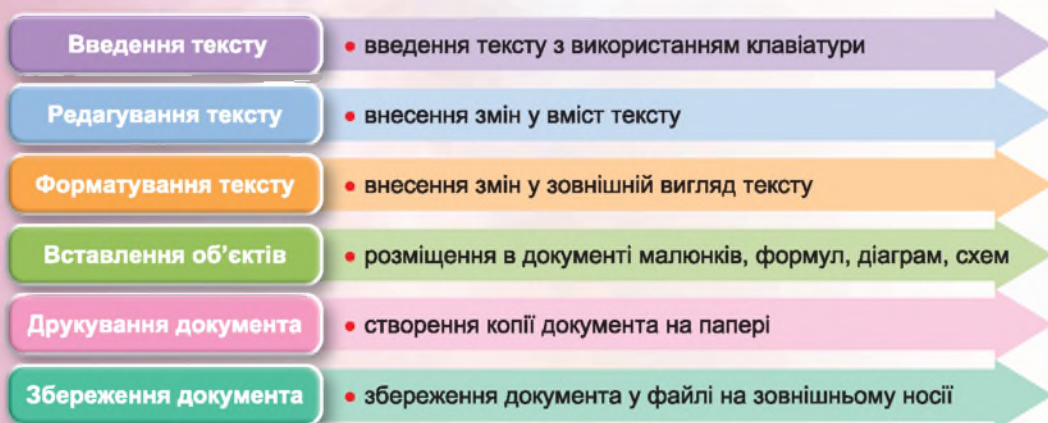 Введення тексту • введення тексту з використанням клавіатури
Редагування тексту • внесення змін у вміст тексту
Форматування тексту • внесення змін у зовнішній вигляд тексту
Вставлення об’єктів • розміщення в документі малюнків, формул, діаграм, схем
Друкування документа • створення копії документа на папері
Збереження документа • збереження документа у файлі на зовнішньому носії